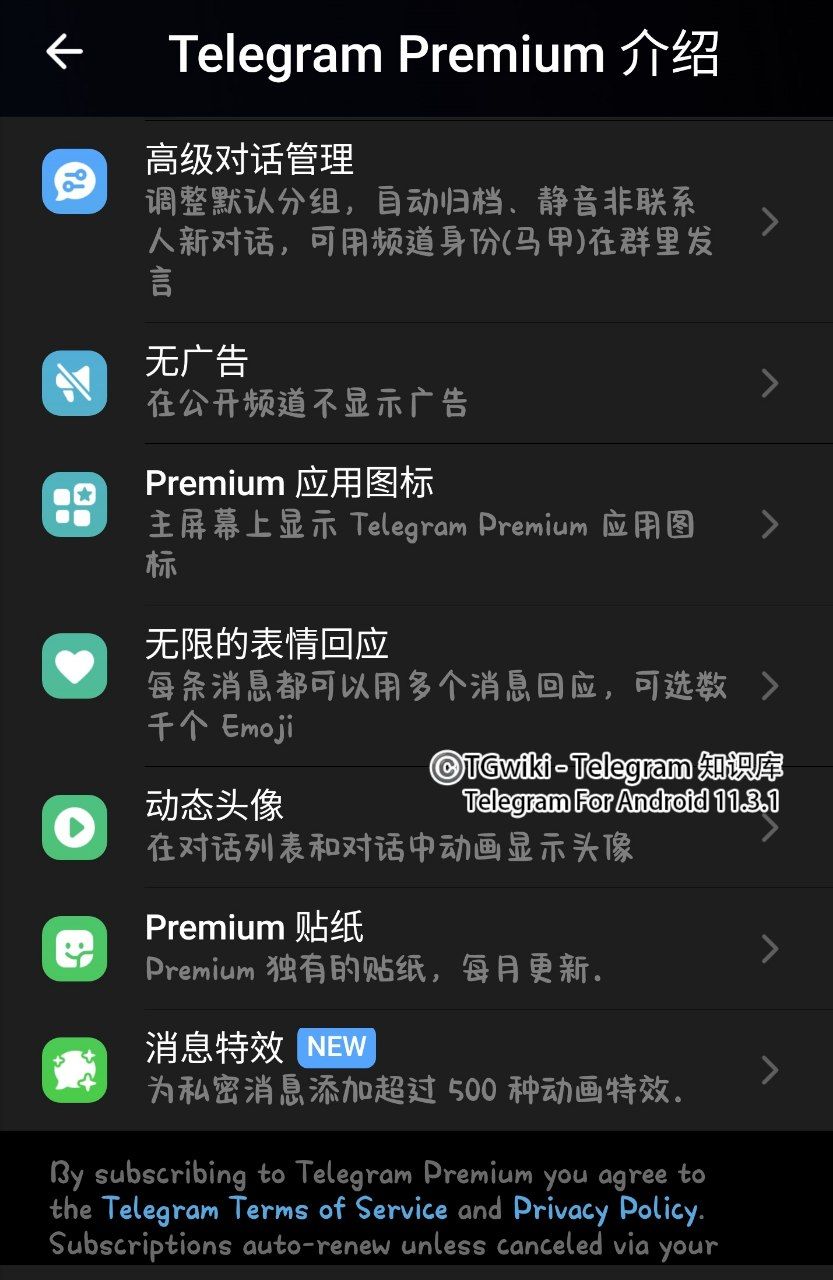 Telegram Premium 介绍
高级对话管理
调整默认分组，自动归档、静音非联系
人新对话，可用频道身份(马甲)在群里发
言
无广告
在公开频道不显示广告
Premium 应用图标
主屏幕上显示 Telegram Premium 应用图
标
无限的表情回应
每条消息都可以用多个消息回应，可选数
千个 Emoji
©TGwiki - Telegram 知识库
Telegram For Android 11.3.1
动态头像
在对话列表和对话中动画显示头像
Premium 贴纸
Premium 独有的贴纸，每月更新.
消息特效 NEW
为私密消息添加超过 500 种动画特效.
By subscribing to Telegram Premium you agree to
the Telegram Terms of Service and Privacy Policy.
Subscriptions auto-renew unless canceled via your